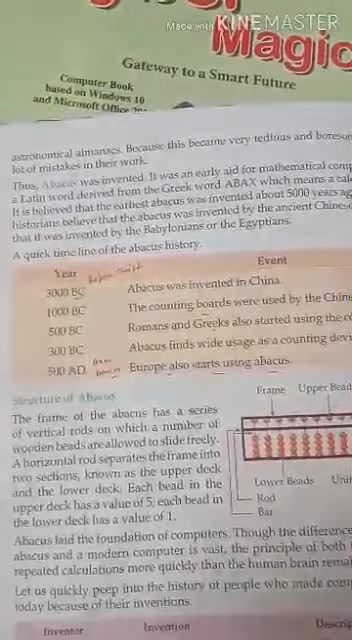 Made with KINEMASTER
Magic
Gateway to a Smart Future
Computer Book
based on Windows 10
and Microsoft Office
astronomical almanacs. Because this became very tedious and
lot of mistakes in their work.
Thus, Abacus was invented. It was an early aid for mathematical
a Latin word derived from the Greek word ABAX which means a
It is believed that the earliest abacus was invented about 5000 years
historians believe that the abacus was invented by the ancient
that it was invented by the Babylonians or the Egyptians.
A quick time line of the abacus history.
Year Event
3000 BC Abacus was invented in China.
1000 BC The counting boards were used by the
500 BC Romans and Greeks also started using the
300 BC Abacus finds wide usage as a counting
500 AD Europe also starts using abacus.
Structure of Abacus
The frame of the abacus has a series
of vertical rods on which a number of
wooden beads are allowed to slide freely.
A horizontal rod separates the frame into
two sections, known as the upper deck
and the lower deck. Each bead in the
upper deck has a value of 5; each bead in
the lower deck has a value of 1.
Frame Upper
Lower Beads
Rod
Bar
Abacus laid the foundation of computers. Though the difference
abacus and a modern computer is vast, the principle of both
repeated calculations more quickly than the human brain
Let us quickly peep into the history of people who made
today because of their inventions.
Inventor Invention